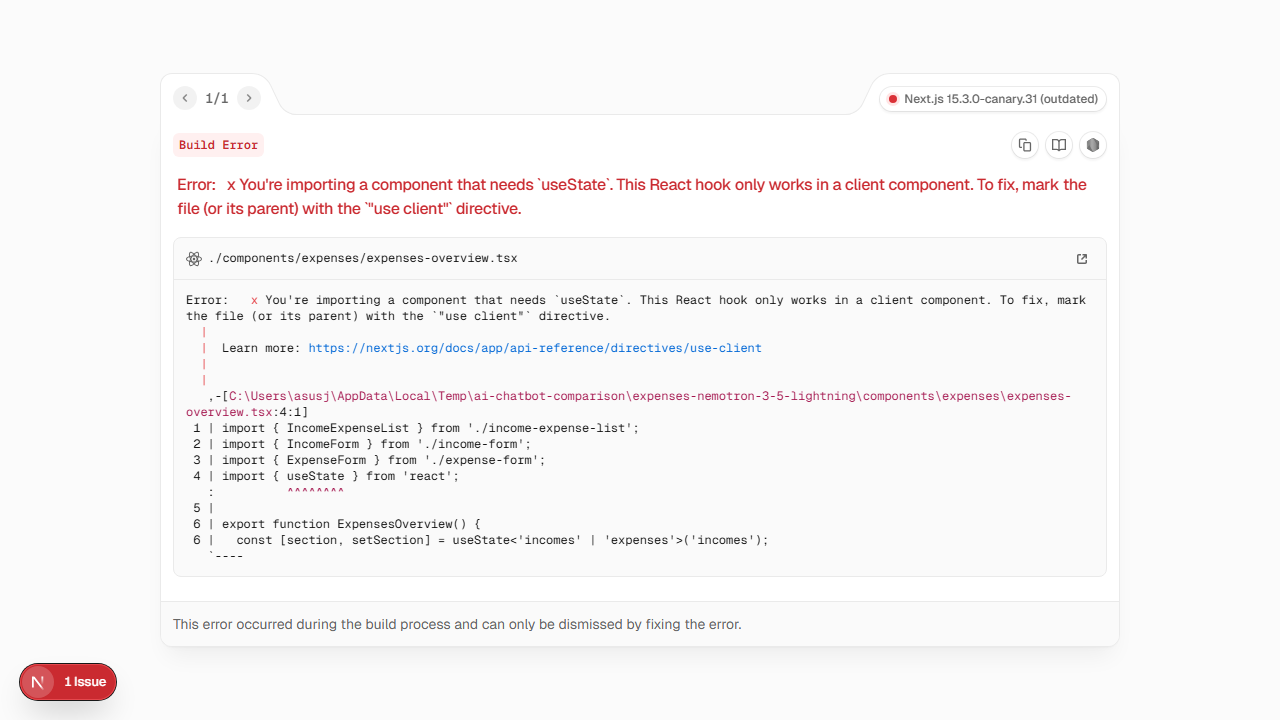 1/1
Next.js 15.3.0-canary.31 (outdated)
Build Error
Error:   x You're importing a component that needs `useState`. This React hook only works in a client component. To fix, mark the
file (or its parent) with the `"use client"` directive.
./components/expenses/expenses-overview.tsx
Error:   x You're importing a component that needs `useState`. This React hook only works in a client component. To fix, mark
the file (or its parent) with the `"use client"` directive.
  |
  |  Learn more: https://nextjs.org/docs/app/api-reference/directives/use-client
  |
  |
   ,-[C:\Users\asusj\AppData\Local\Temp\ai-chatbot-comparison\expenses-nemotron-3-5-lightning\components\expenses\expenses-
overview.tsx:4:1]
 1 | import { IncomeExpenseList } from './income-expense-list';
 2 | import { IncomeForm } from './income-form';
 3 | import { ExpenseForm } from './expense-form';
 4 | import { useState } from 'react';
   :          ^^^^^^^^
 5 |
 6 | export function ExpensesOverview() {
 6 |   const [section, setSection] = useState<'incomes' | 'expenses'>('incomes');
   `----
This error occurred during the build process and can only be dismissed by fixing the error.
N 1 Issue